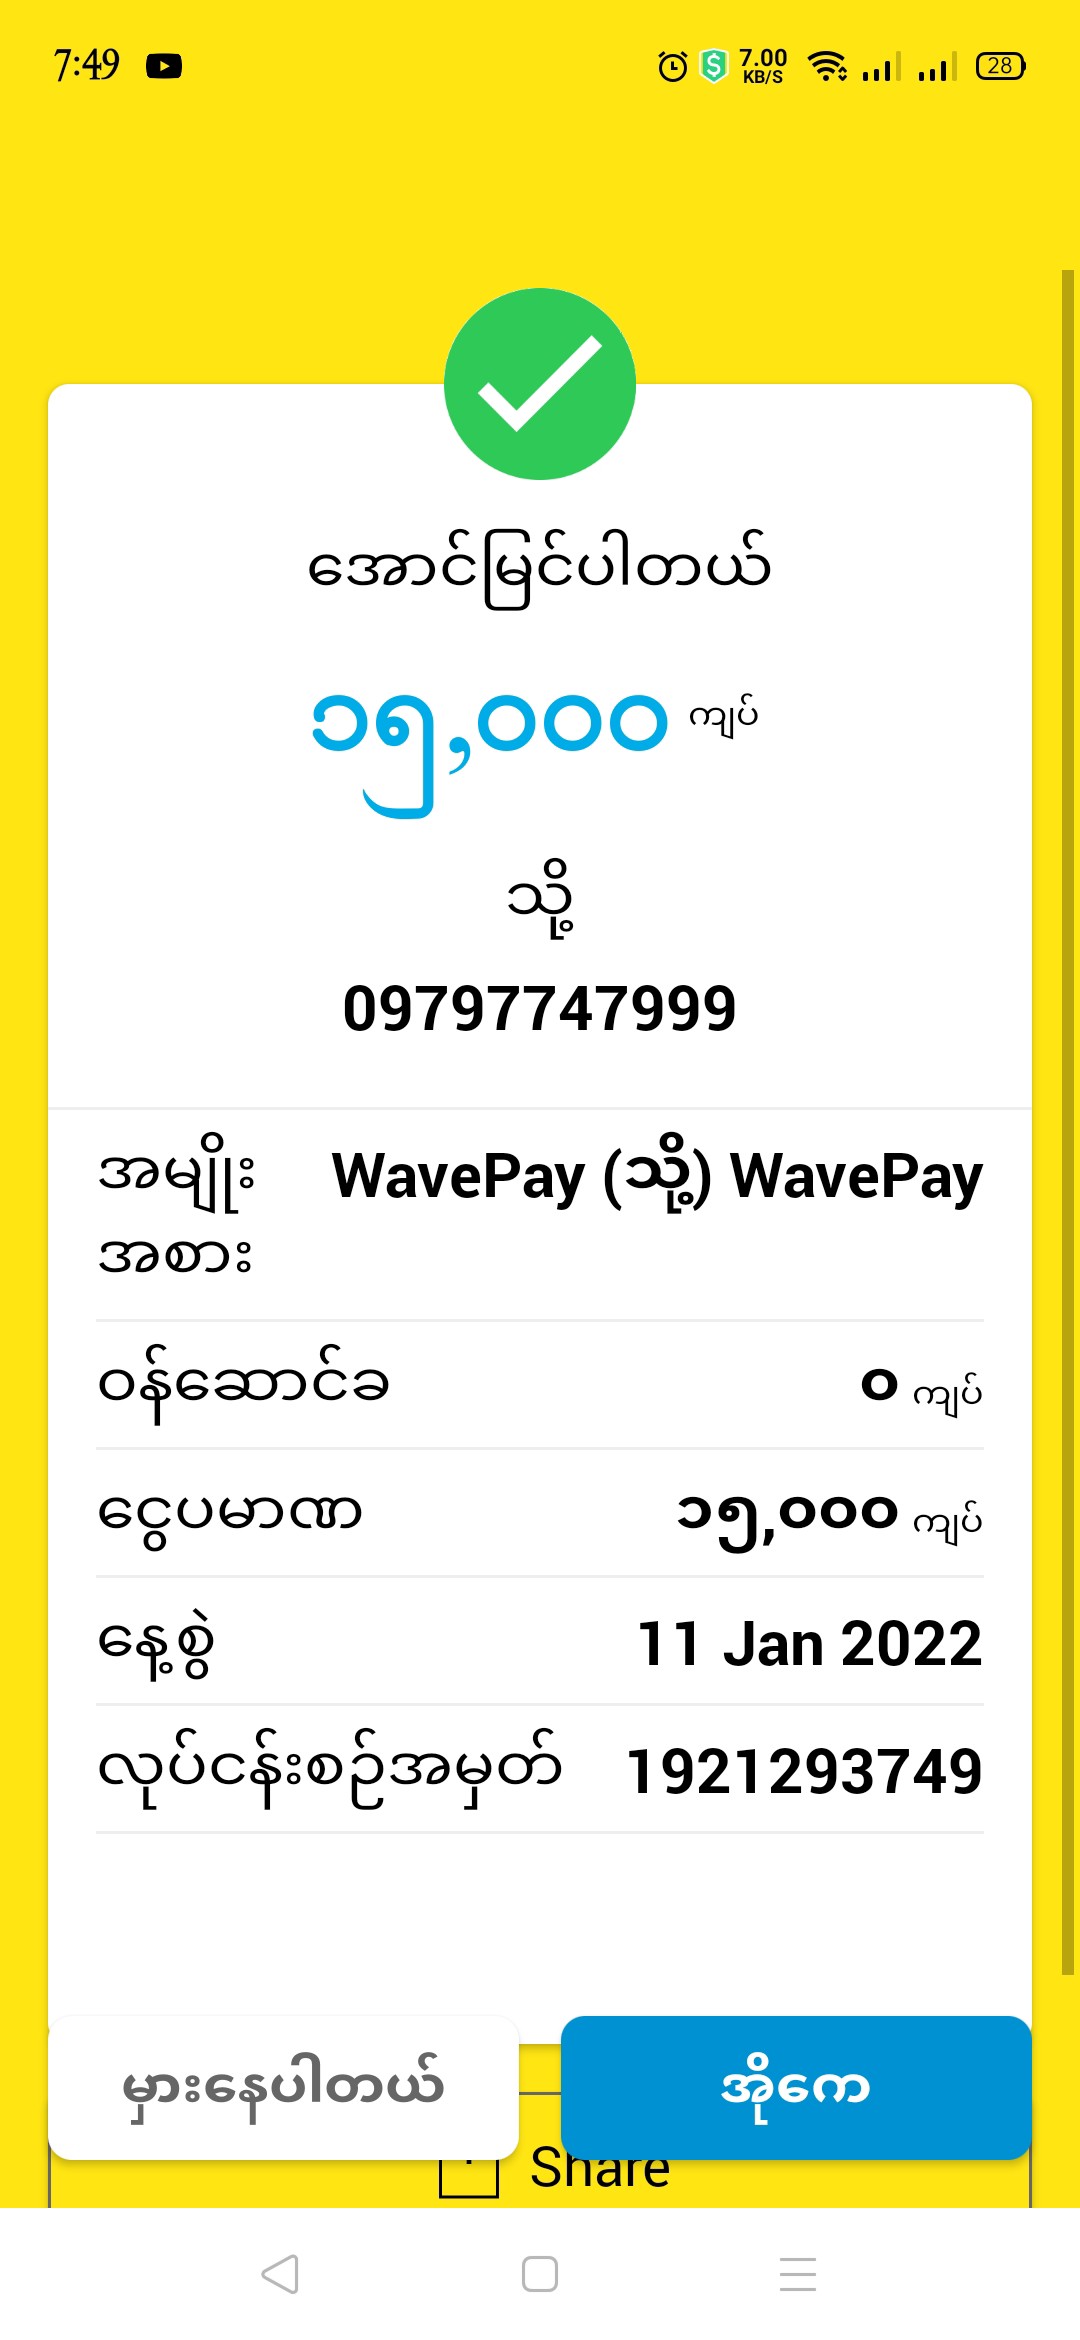 7:49
7.00
KB/S
28
အောင်မြင်ပါတယ်
၁၅,၀၀၀ ကျပ်
သို့
09797747999
အမျိုး WavePay (သို့) WavePay
အစား
ဝန်ဆောင်ခ ၀ ကျပ်
ငွေပမာဏ ၁၅,၀၀၀ ကျပ်
နေ့စွဲ 11 Jan 2022
လုပ်ငန်းစဉ်အမှတ် 1921293749
မှားနေပါတယ် အိုကေ
Share